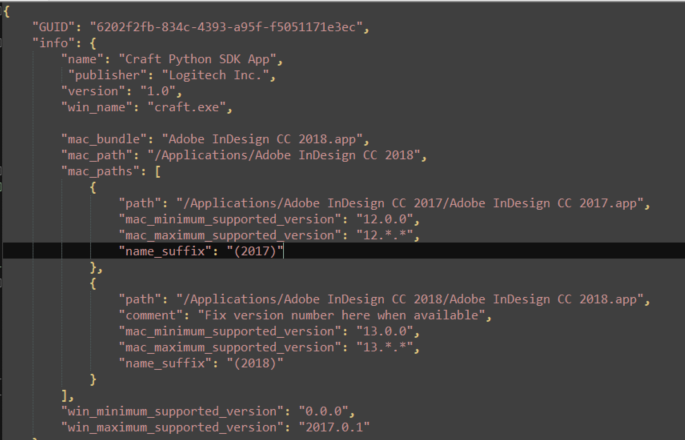 {
"GUID": "6202f2fb-834c-4393-a95f-f5051171e3ec",
"info": {
"name": "Craft Python SDK App",
"publisher": "Logitech Inc.",
"version": "1.0",
"win_name": "craft.exe",
"mac_bundle": "Adobe InDesign CC 2018.app",
"mac_path": "/Applications/Adobe InDesign CC 2018",
"mac_paths": [
{
"path": "/Applications/Adobe InDesign CC 2017/Adobe InDesign CC 2017.app",
"mac_minimum_supported_version": "12.0.0",
"mac_maximum_supported_version": "12.*.*",
"name_suffix": "(2017)"
},
{
"path": "/Applications/Adobe InDesign CC 2018/Adobe InDesign CC 2018.app",
"comment": "Fix version number here when available",
"mac_minimum_supported_version": "13.0.0",
"mac_maximum_supported_version": "13.*.*",
"name_suffix": "(2018)"
}
],
"win_minimum_supported_version": "0.0.0",
"win_maximum_supported_version": "2017.0.1"